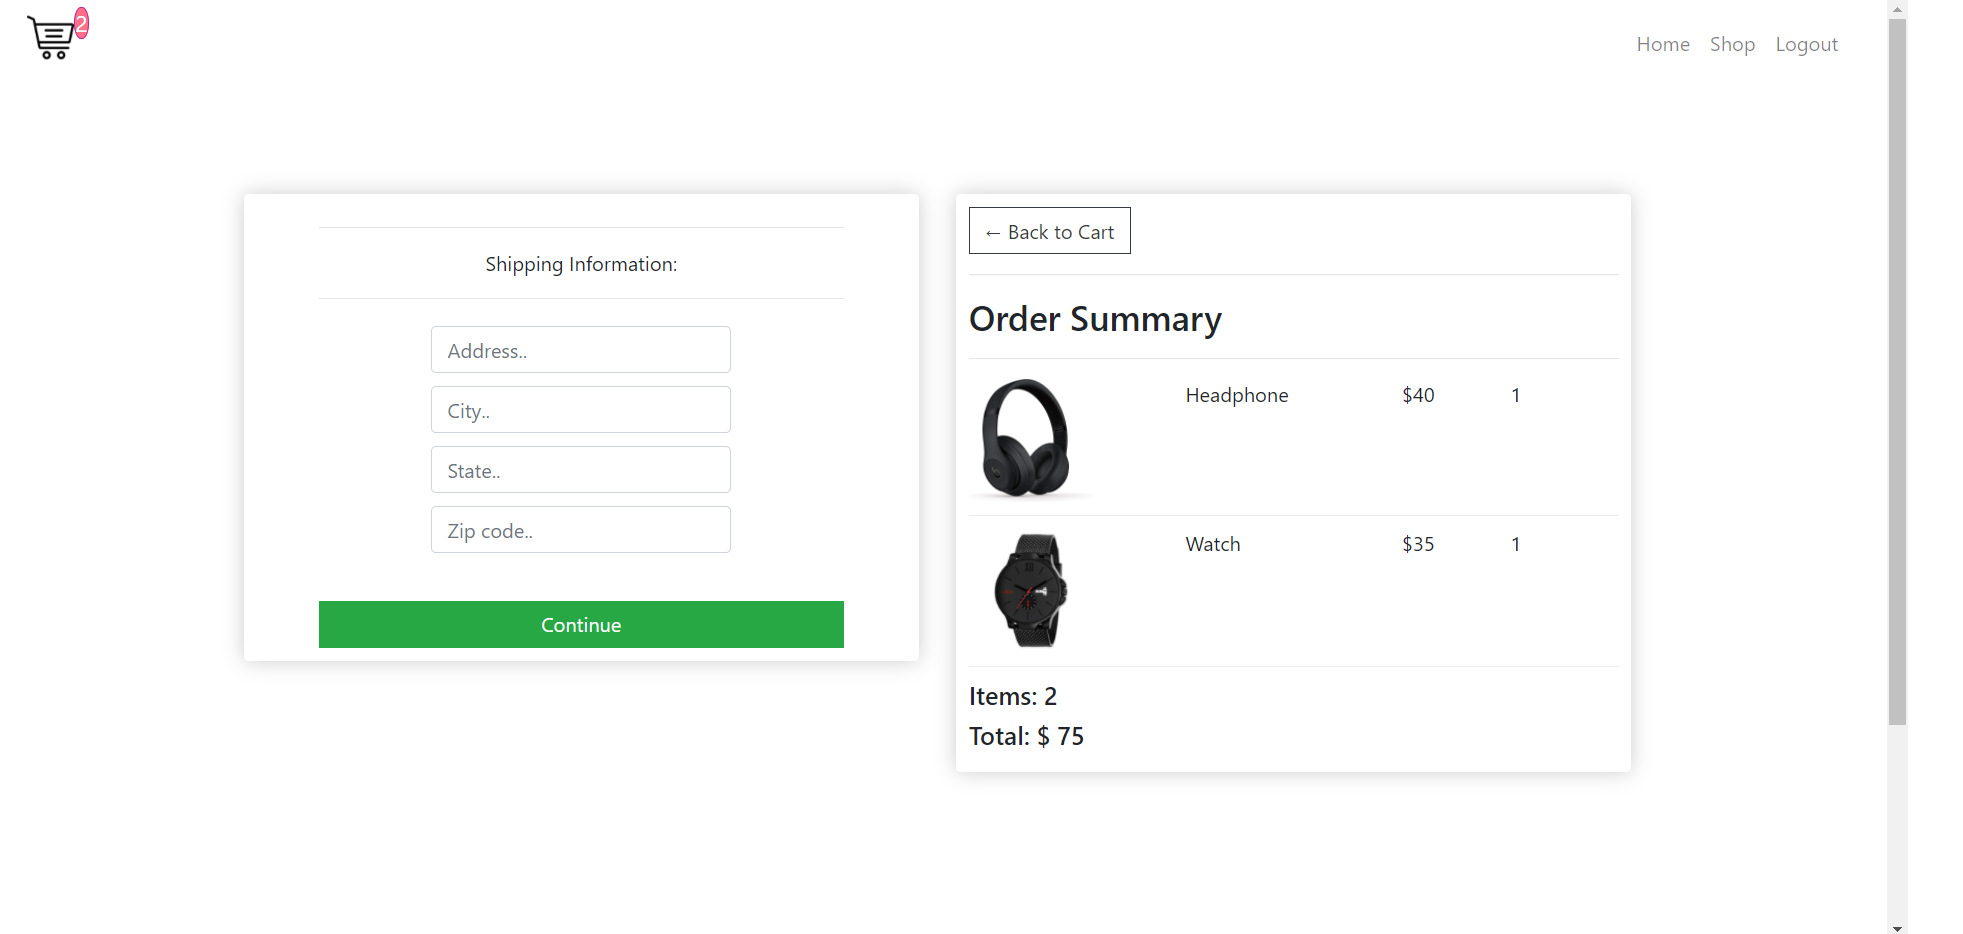 2
Home Shop Logout
Shipping Information:
Address..
City..
State..
Zip code..
Continue
← Back to Cart
Order Summary
Headphone $40 1
Watch $35 1
Items: 2
Total: $ 75